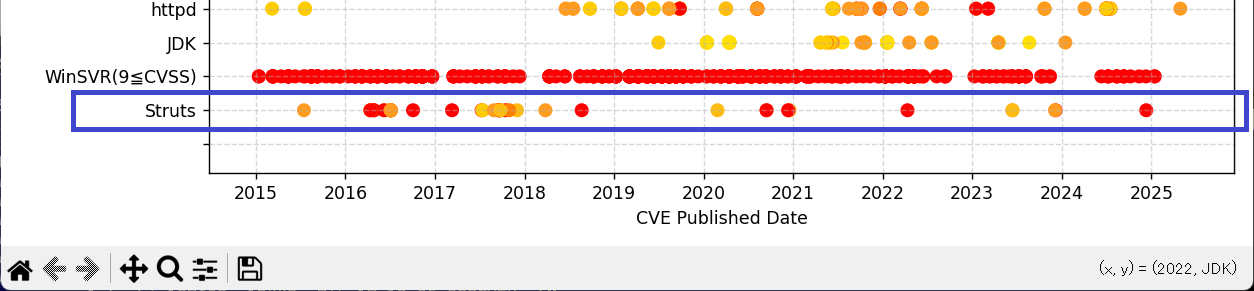 httpd
JDK
WinSVR(9≦CVSS)
Struts
2015 2016 2017 2018 2019 2020 2021 2022 2023 2024 2025
CVE Published Date
(x, y) = (2022, JDK)